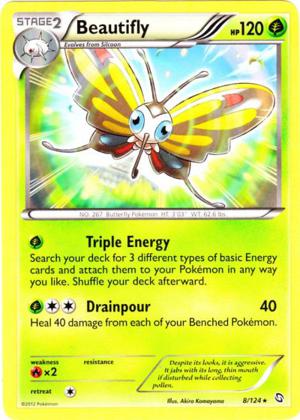 STAGE2
Beautifly
HP120
Evolves from Silcoon
NO. 267 Butterfly Pokémon HT. 3'03" WT. 62.6 lbs.
Triple Energy
Search your deck for 3 different types of basic Energy
cards and attach them to your Pokémon in any way
you like. Shuffle your deck afterward.
Drainpour 40
Heal 40 damage from each of your Benched Pokémon.
weakness resistance
×2
retreat
Despite its looks, it is aggressive.
It jabs with its long, thin mouth
if disturbed while collecting
pollen.
Illus. Akira Komayama
8/124 ★
©2012 Pokémon